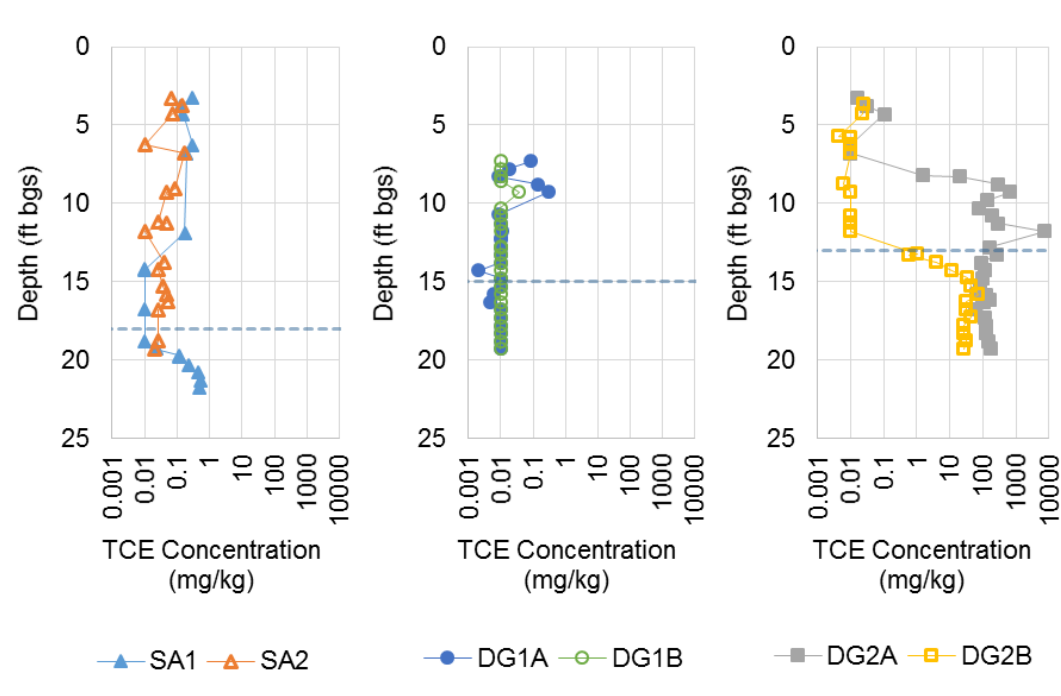 0
5
10
15
20
25
Depth (ft bgs)
0.001
0.01
0.1
1
10
100
1000
10000
TCE Concentration
(mg/kg)
SA1
SA2
0
5
10
15
20
25
Depth (ft bgs)
0.001
0.01
0.1
1
10
100
1000
10000
TCE Concentration
(mg/kg)
DG1A
DG1B
0
5
10
15
20
25
Depth (ft bgs)
0.001
0.01
0.1
1
10
100
1000
10000
TCE Concentration
(mg/kg)
DG2A
DG2B